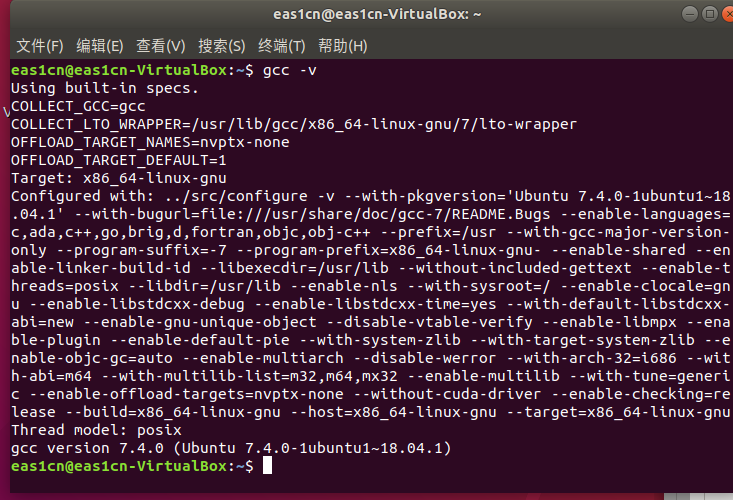 eas1cn@eas1cn-VirtualBox: ~
文件(F) 编辑(E) 查看(V) 搜索(S) 终端(T) 帮助(H)
eas1cn@eas1cn-VirtualBox:~$ gcc -v
Using built-in specs.
COLLECT_GCC=gcc
COLLECT_LTO_WRAPPER=/usr/lib/gcc/x86_64-linux-gnu/7/lto-wrapper
OFFLOAD_TARGET_NAMES=nvptx-none
OFFLOAD_TARGET_DEFAULT=1
Target: x86_64-linux-gnu
Configured with: ../src/configure -v --with-pkgversion='Ubuntu 7.4.0-1ubuntu1~18
.04.1' --with-bugurl=file:///usr/share/doc/gcc-7/README.Bugs --enable-languages=
c,ada,c++,go,brig,d,fortran,objc,obj-c++ --prefix=/usr --with-gcc-major-version-
only --program-suffix=-7 --program-prefix=x86_64-linux-gnu- --enable-shared --en
able-linker-build-id --libexecdir=/usr/lib --without-included-gettext --enable-t
hreads=posix --libdir=/usr/lib --enable-nls --with-sysroot=/ --enable-clocale=gn
u --enable-libstdcxx-debug --enable-libstdcxx-time=yes --with-default-libstdcxx-
abi=new --enable-gnu-unique-object --disable-vtable-verify --enable-libmpx --ena
ble-plugin --enable-default-pie --with-system-zlib --with-target-system-zlib --e
nable-objc-gc=auto --enable-multiarch --disable-werror --with-arch-32=i686 --wit
h-abi=m64 --with-multilib-list=m32,m64,mx32 --enable-multilib --with-tune=generi
c --enable-offload-targets=nvptx-none --without-cuda-driver --enable-checking=re
lease --build=x86_64-linux-gnu --host=x86_64-linux-gnu --target=x86_64-linux-gnu
Thread model: posix
gcc version 7.4.0 (Ubuntu 7.4.0-1ubuntu1~18.04.1)
eas1cn@eas1cn-VirtualBox:~$